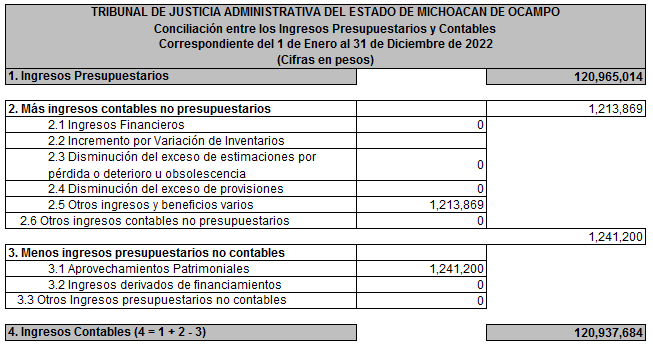 TRIBUNAL DE JUSTICIA ADMINISTRATIVA DEL ESTADO DE MICHOACAN DE OCAMPO
Conciliación entre los Ingresos Presupuestarios y Contables
Correspondiente del 1 de Enero al 31 de Diciembre de 2022
(Cifras en pesos)
1. Ingresos Presupuestarios 120,965,014
2. Más ingresos contables no presupuestarios 1,213,869
2.1 Ingresos Financieros 0
2.2 Incremento por Variación de Inventarios
2.3 Disminución del exceso de estimaciones por
pérdida o deterioro u obsolescencia 0
2.4 Disminución del exceso de provisiones 0
2.5 Otros ingresos y beneficios varios 1,213,869
2.6 Otros ingresos contables no presupuestarios 0
1,241,200
3. Menos ingresos presupuestarios no contables
3.1 Aprovechamientos Patrimoniales 1,241,200
3.2 Ingresos derivados de financiamientos 0
3.3 Otros Ingresos presupuestarios no contables 0
4. Ingresos Contables (4 = 1 + 2 - 3) 120,937,684